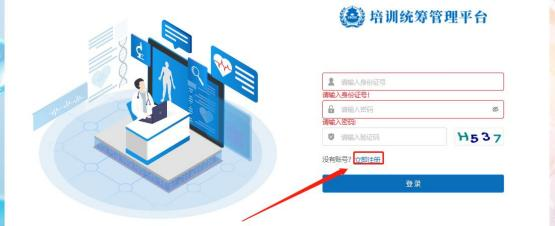 培训统筹管理平台
请输入身份证号
请输入身份证号!
请输入密码
请输入密码!
请输入验证码
H537
没有账号? 立即注册
登录